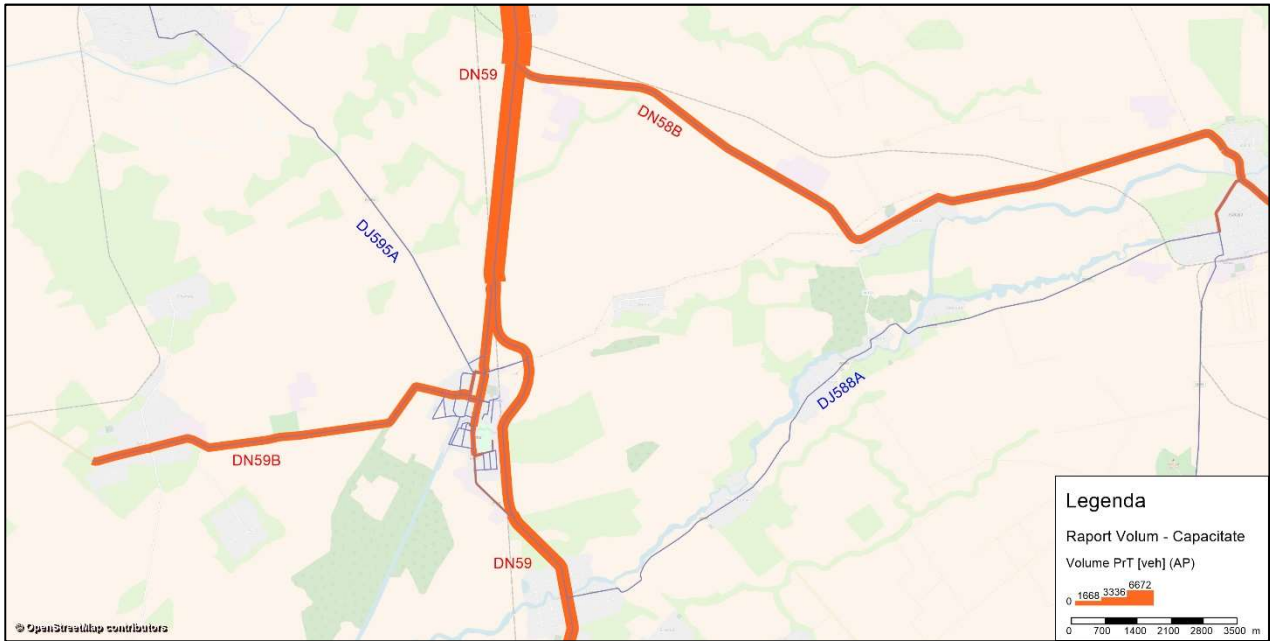 DN59
DN58B
DJ595A
DJ588A
DN59B
DN59
Legenda
Raport Volum - Capacitate
Volume PrT [veh] (AP)
0 1668 3336 6672
0 700 1400 2100 2800 3500 m
© OpenStreetMap contributors